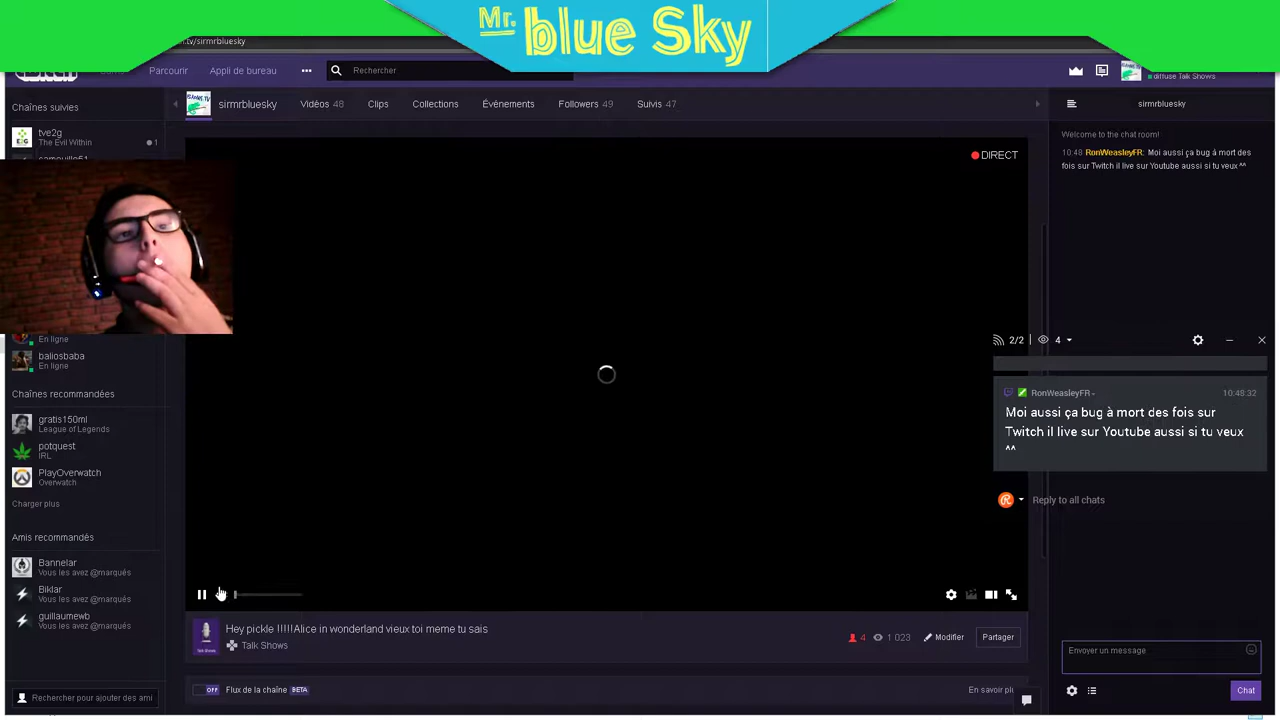 Mr. blue Sky
.tv/sirmrbluesky
Parcourir
Appli de bureau
Rechercher
diffuse Talk Shows
Chaînes suivies
sirmrbluesky
Vidéos 48
Clips
Collections
Événements
Followers 49
Suivis 47
sirmrbluesky
tve2g
The Evil Within
1
Welcome to the chat room!
10:48 RonWeasleyFR: Moi aussi ça bug à mort des
fois sur Twitch il live sur Youtube aussi si tu veux ^^
DIRECT
En ligne
baliosbaba
En ligne
2/2
4
RonWeasleyFR
10:48:32
Moi aussi ça bug à mort des fois sur
Twitch il live sur Youtube aussi si tu veux
^^
Reply to all chats
Chaînes recommandées
gratis150ml
League of Legends
potquest
IRL
PlayOverwatch
Overwatch
Charger plus
Amis recommandés
Bannelar
Vous les avez @marqués
Biklar
Vous les avez @marqués
guillaumewb
Vous les avez @marqués
Rechercher pour ajouter des ami
Hey pickle !!!!!Alice in wonderland vieux toi meme tu sais
Talk Shows
4
1 023
Modifier
Partager
OFF
Flux de la chaîne BETA
En savoir plu
Envoyer un message
Chat